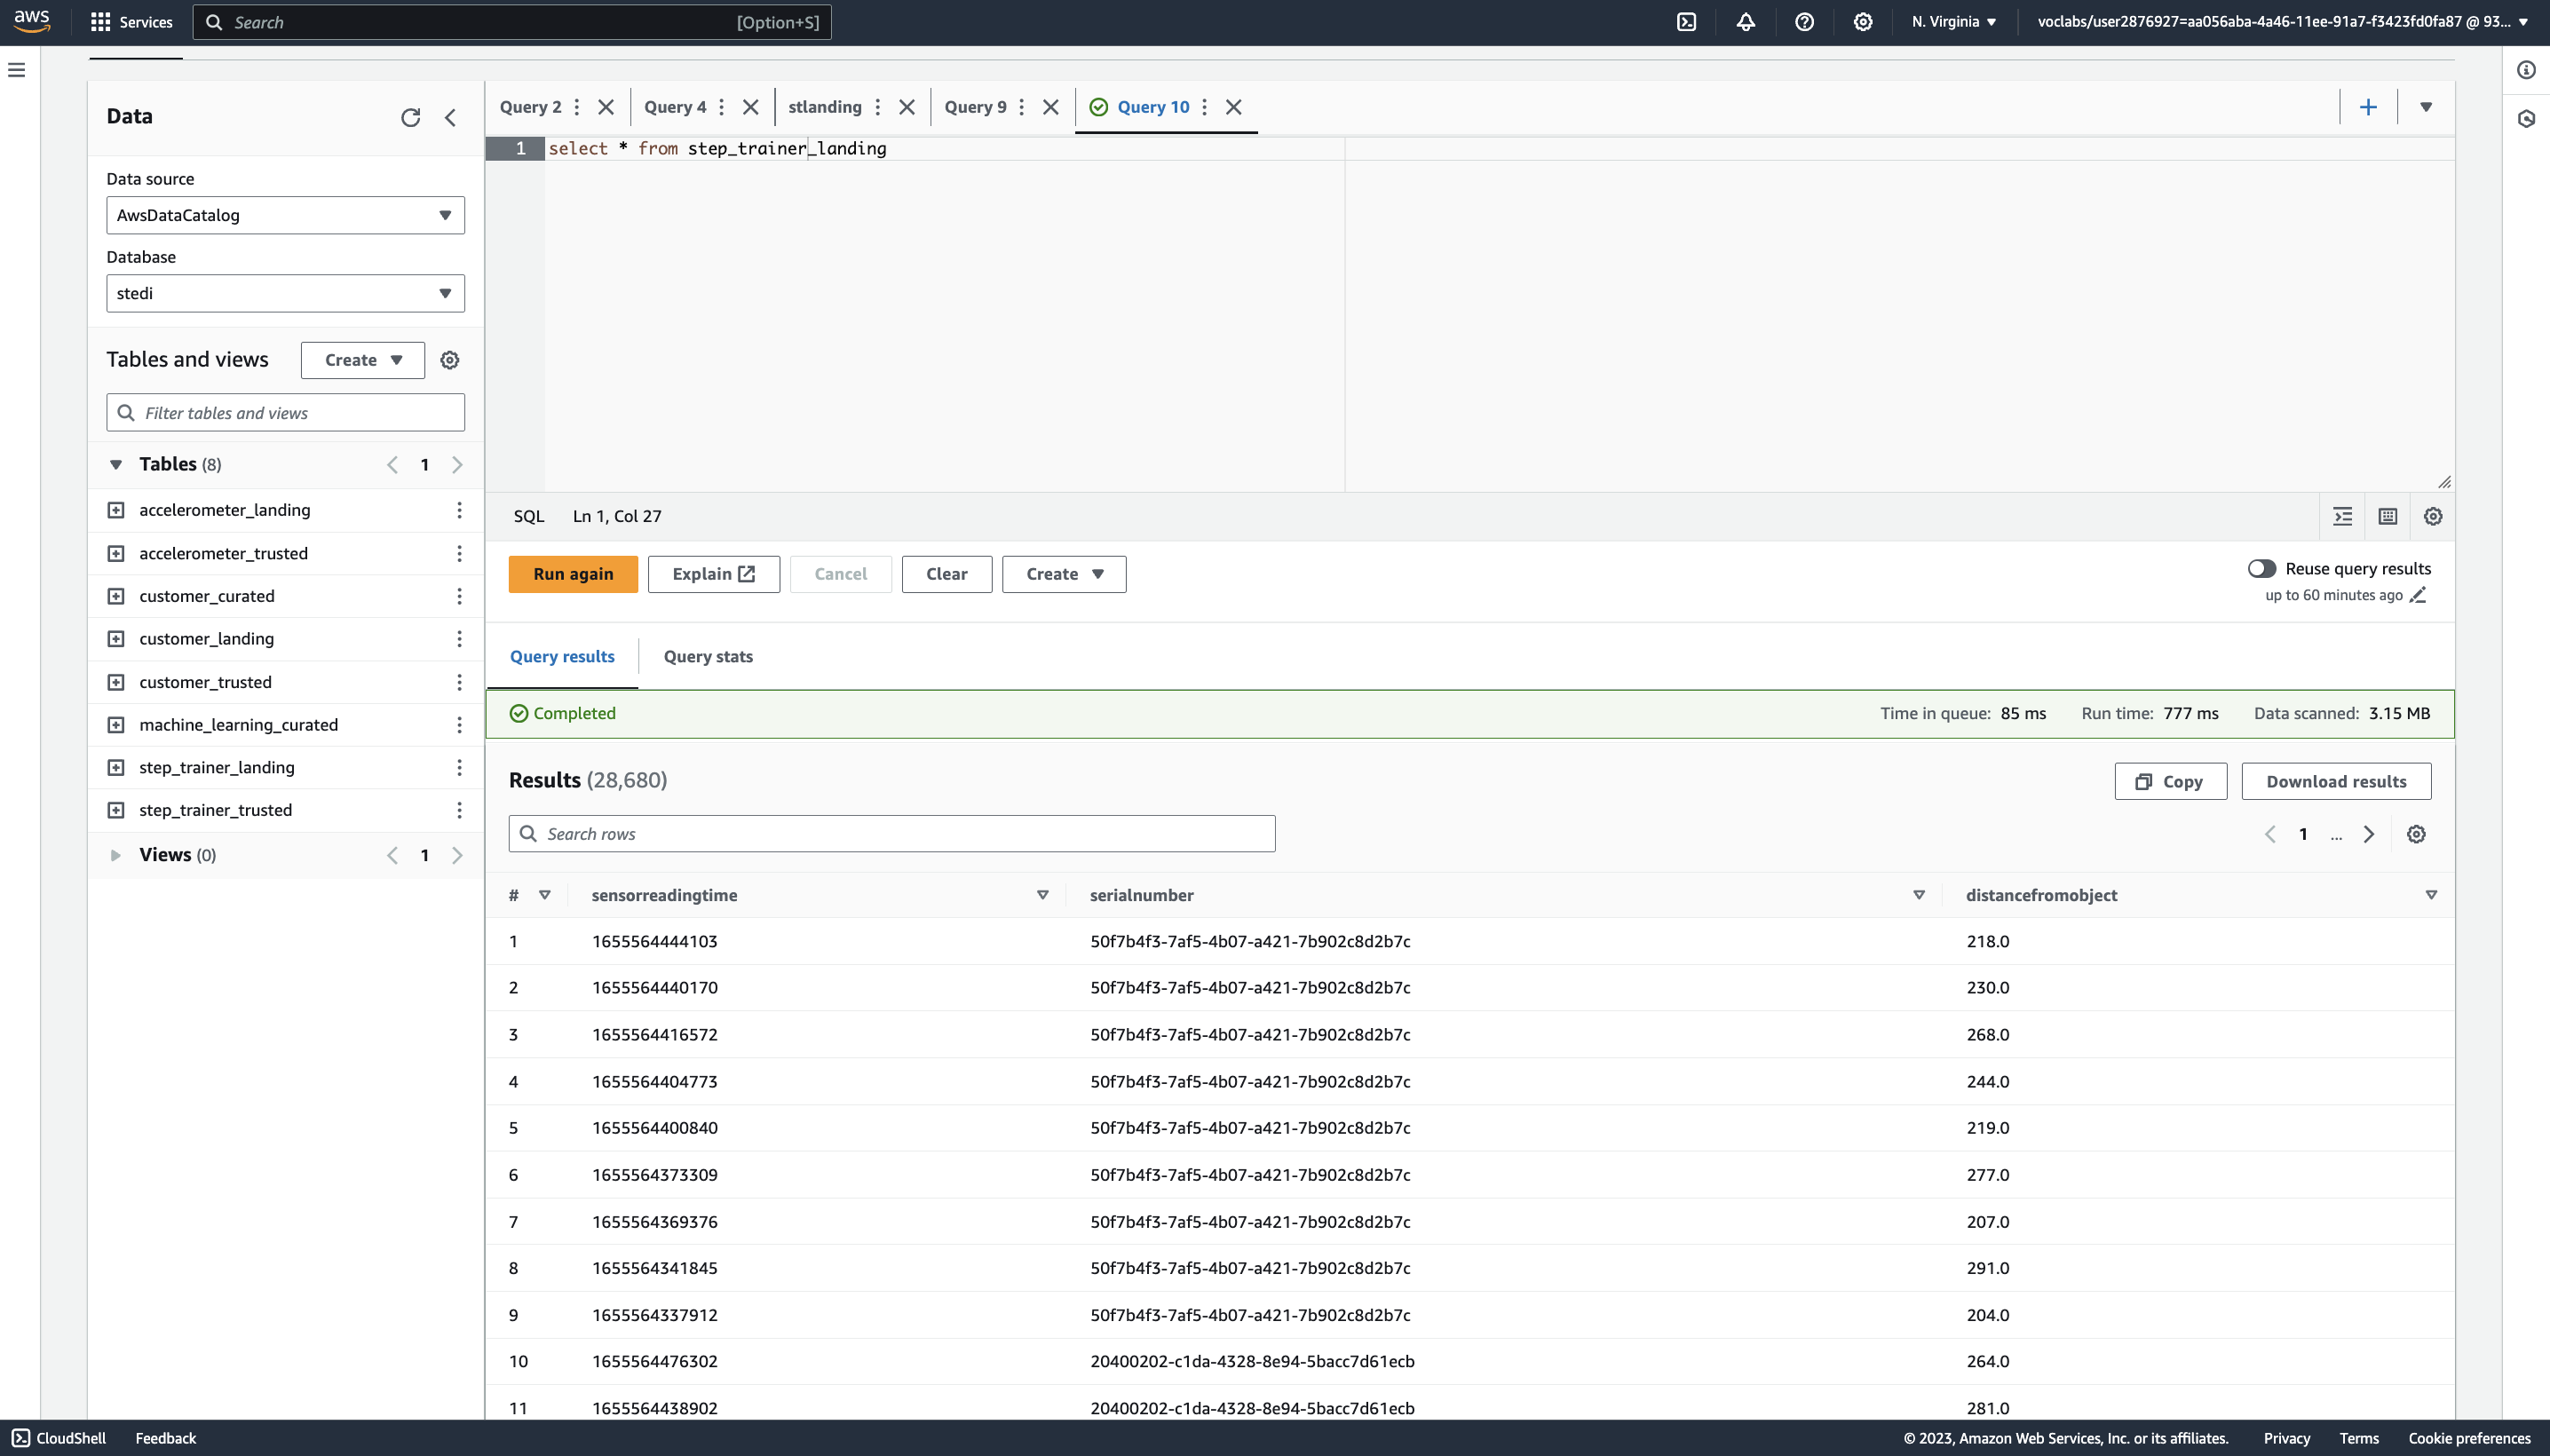 aws Services Search [Option+S] N. Virginia voclabs/user2876927=aa056aba-4a46-11ee-91a7-f3423fd0fa87 @ 93...
Data
Data source
AwsDataCatalog
Database
stedi
Tables and views Create
Filter tables and views
Tables (8) 1
accelerometer_landing
accelerometer_trusted
customer_curated
customer_landing
customer_trusted
machine_learning_curated
step_trainer_landing
step_trainer_trusted
Views (0) 1
Query 2 Query 4 stlanding Query 9 Query 10
1 select * from step_trainer_landing
SQL Ln 1, Col 27
Run again Explain Cancel Clear Create Reuse query results
up to 60 minutes ago
Query results Query stats
Completed Time in queue: 85 ms Run time: 777 ms Data scanned: 3.15 MB
Results (28,680) Copy Download results
Search rows 1 ...
# sensorreadingtime serialnumber distancefromobject
1 1655564444103 50f7b4f3-7af5-4b07-a421-7b902c8d2b7c 218.0
2 1655564440170 50f7b4f3-7af5-4b07-a421-7b902c8d2b7c 230.0
3 1655564416572 50f7b4f3-7af5-4b07-a421-7b902c8d2b7c 268.0
4 1655564404773 50f7b4f3-7af5-4b07-a421-7b902c8d2b7c 244.0
5 1655564400840 50f7b4f3-7af5-4b07-a421-7b902c8d2b7c 219.0
6 1655564373309 50f7b4f3-7af5-4b07-a421-7b902c8d2b7c 277.0
7 1655564369376 50f7b4f3-7af5-4b07-a421-7b902c8d2b7c 207.0
8 1655564341845 50f7b4f3-7af5-4b07-a421-7b902c8d2b7c 291.0
9 1655564337912 50f7b4f3-7af5-4b07-a421-7b902c8d2b7c 204.0
10 1655564476302 20400202-c1da-4328-8e94-5bacc7d61ecb 264.0
11 1655564438902 20400202-c1da-4328-8e94-5bacc7d61ecb 281.0
CloudShell Feedback © 2023, Amazon Web Services, Inc. or its affiliates. Privacy Terms Cookie preferences